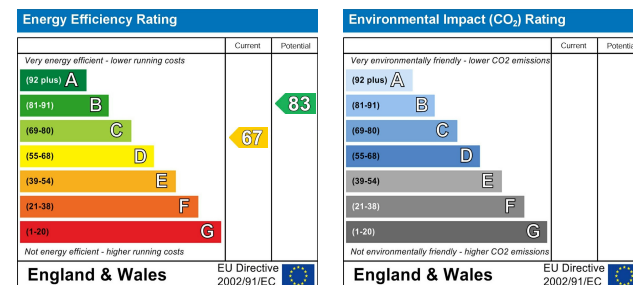 Energy Efficiency Rating
Current Potential
Very energy efficient - lower running costs
(92 plus) A
(81-91) B
83
(69-80) C
67
(55-68) D
(39-54) E
(21-38) F
(1-20) G
Not energy efficient - higher running costs
England & Wales
EU Directive
2002/91/EC
Environmental Impact (CO2) Rating
Current Potential
Very environmentally friendly - lower CO2 emissions
(92 plus) A
(81-91) B
(69-80) C
(55-68) D
(39-54) E
(21-38) F
(1-20) G
Not environmentally friendly - higher CO2 emissions
England & Wales
EU Directive
2002/91/EC